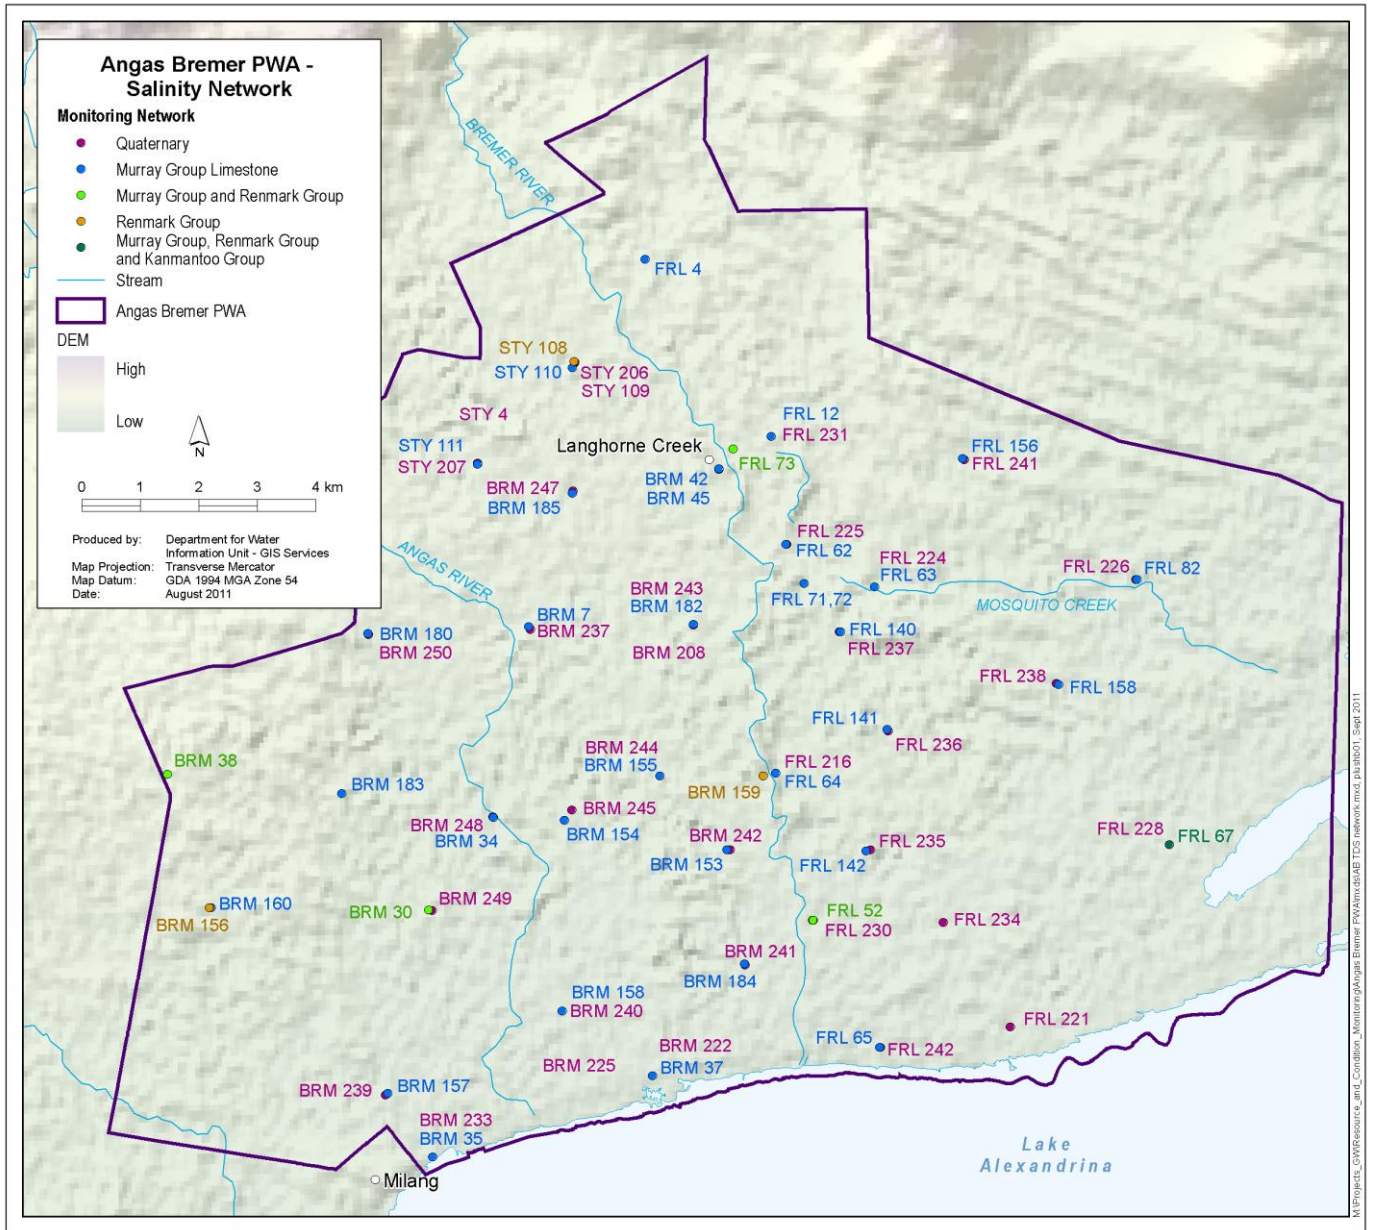 Angas Bremer PWA -
Salinity Network
Monitoring Network
Quaternary
Murray Group Limestone
Murray Group and Renmark Group
Renmark Group
Murray Group, Renmark Group
and Kanmantoo Group
Stream
Angas Bremer PWA
DEM
High
Low
N
0 1 2 3 4 km
Produced by: Department for Water
Information Unit - GIS Services
Map Projection: Transverse Mercator
Map Datum: GDA 1994 MGA Zone 54
Date: August 2011
BREMER RIVER
FRL 4
STY 108
STY 110
STY 206
STY 109
STY 4
STY 111
STY 207
Langhorne Creek
FRL 12
FRL 231
FRL 73
BRM 42
BRM 45
FRL 156
FRL 241
BRM 247
BRM 185
FRL 225
FRL 62
ANGAS RIVER
FRL 224
FRL 63
FRL 226
FRL 82
FRL 71,72
MOSQUITO CREEK
BRM 243
BRM 182
BRM 7
BRM 237
BRM 180
BRM 250
BRM 208
FRL 140
FRL 237
FRL 238
FRL 158
FRL 141
FRL 236
BRM 38
BRM 183
BRM 244
BRM 155
BRM 159
FRL 216
FRL 64
BRM 248
BRM 34
BRM 245
BRM 154
BRM 242
BRM 153
FRL 235
FRL 142
FRL 228
FRL 67
BRM 160
BRM 156
BRM 30
BRM 249
FRL 52
FRL 230
FRL 234
BRM 241
BRM 184
BRM 158
BRM 240
FRL 221
FRL 65
FRL 242
BRM 222
BRM 37
BRM 225
BRM 239
BRM 157
BRM 233
BRM 35
Lake
Alexandrina
Milang